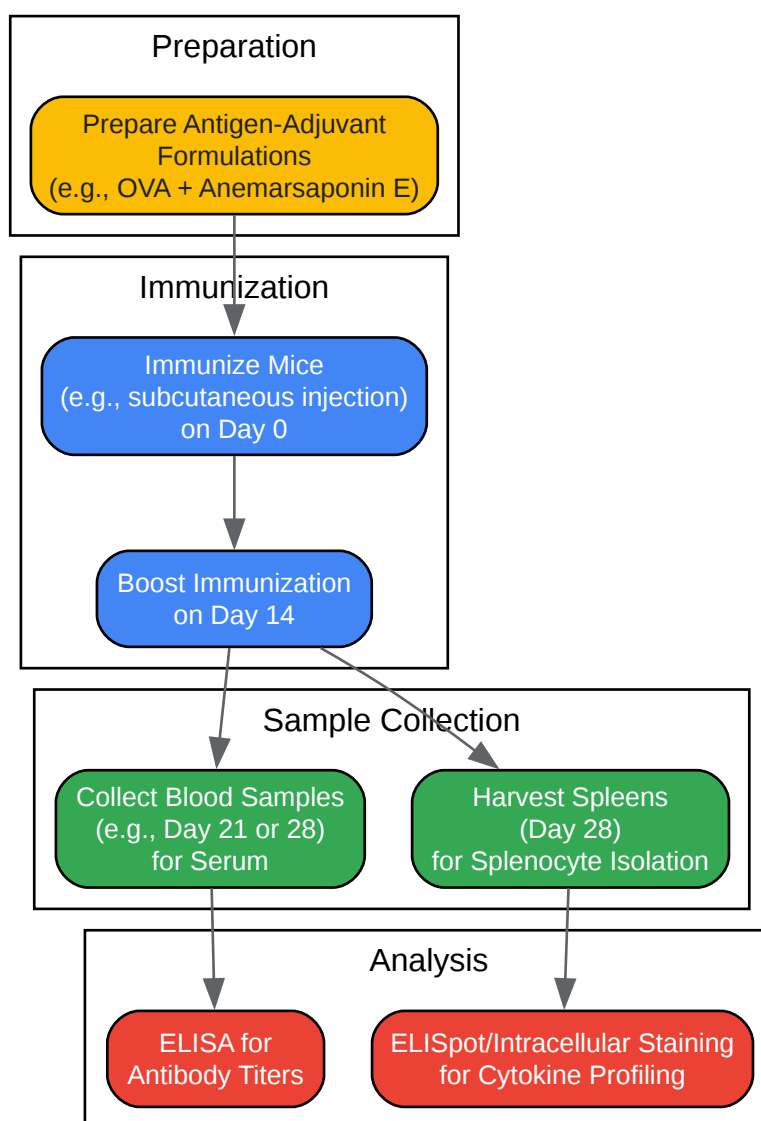 Preparation
Prepare Antigen-Adjuvant
Formulations
(e.g., OVA + Anemarsaponin E)
Immunization
Immunize Mice
(e.g., subcutaneous injection)
on Day 0
Boost Immunization
on Day 14
Sample Collection
Collect Blood Samples
(e.g., Day 21 or 28)
for Serum
Harvest Spleens
(Day 28)
for Splenocyte Isolation
Analysis
ELISA for
Antibody Titers
ELISpot/Intracellular Staining
for Cytokine Profiling